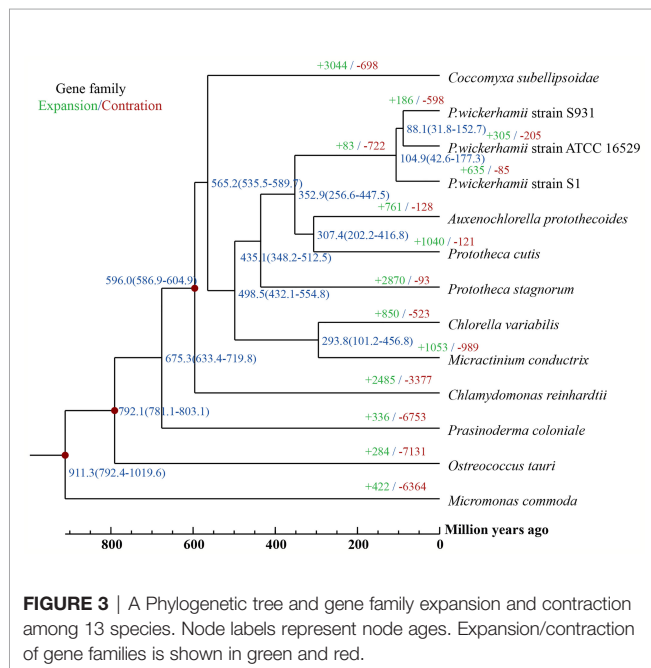 +3044 / -698
Coccomyxa subellipsoidae
Gene family
Expansion/Contration
+186 / -598
P.wickerhamii strain S931
88.1(31.8-152.7)
+305 / -205
P.wickerhamii strain ATCC 16529
+83 / -722
104.9(42.6-177.3)
+635 / -85
P.wickerhamii strain S1
565.2(535.5-589.7)
352.9(256.6-447.5)
+761 / -128
Auxenochlorella protothecoides
307.4(202.2-416.8)
+1040 / -121
Prototheca cutis
435.1(348.2-512.5)
596.0(586.9-604.9)
+2870 / -93
Prototheca stagnorum
498.5(432.1-554.8)
+850 / -523
Chlorella variabilis
293.8(101.2-456.8)
+1053 / -989
Micractinium conductrix
675.3(633.4-719.8)
+2485 / -3377
Chlamydomonas reinhardtii
792.1(781.1-803.1)
+336 / -6753
Prasinoderma coloniale
+284 / -7131
Ostreococcus tauri
911.3(792.4-1019.6)
+422 / -6364
Micromonas commoda
Million years ago
800 600 400 200 0
FIGURE 3 | A Phylogenetic tree and gene family expansion and contraction
among 13 species. Node labels represent node ages. Expansion/contraction
of gene families is shown in green and red.